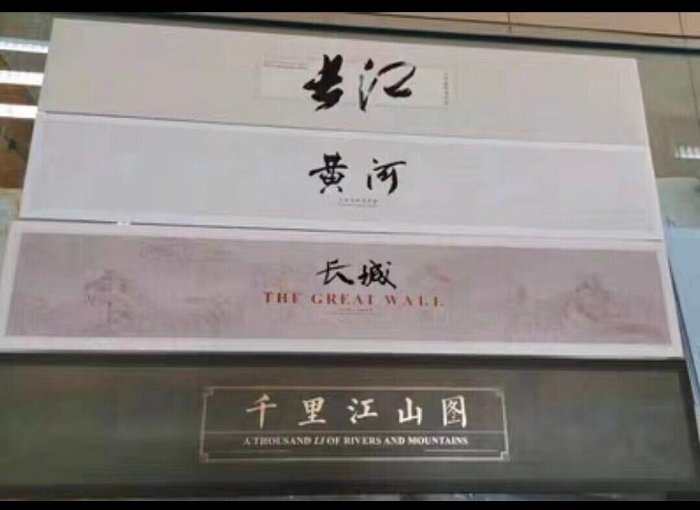 长江
黄河
长城
THE GREAT WALL
千里江山图
A THOUSAND LI OF RIVERS AND MOUNTAINS